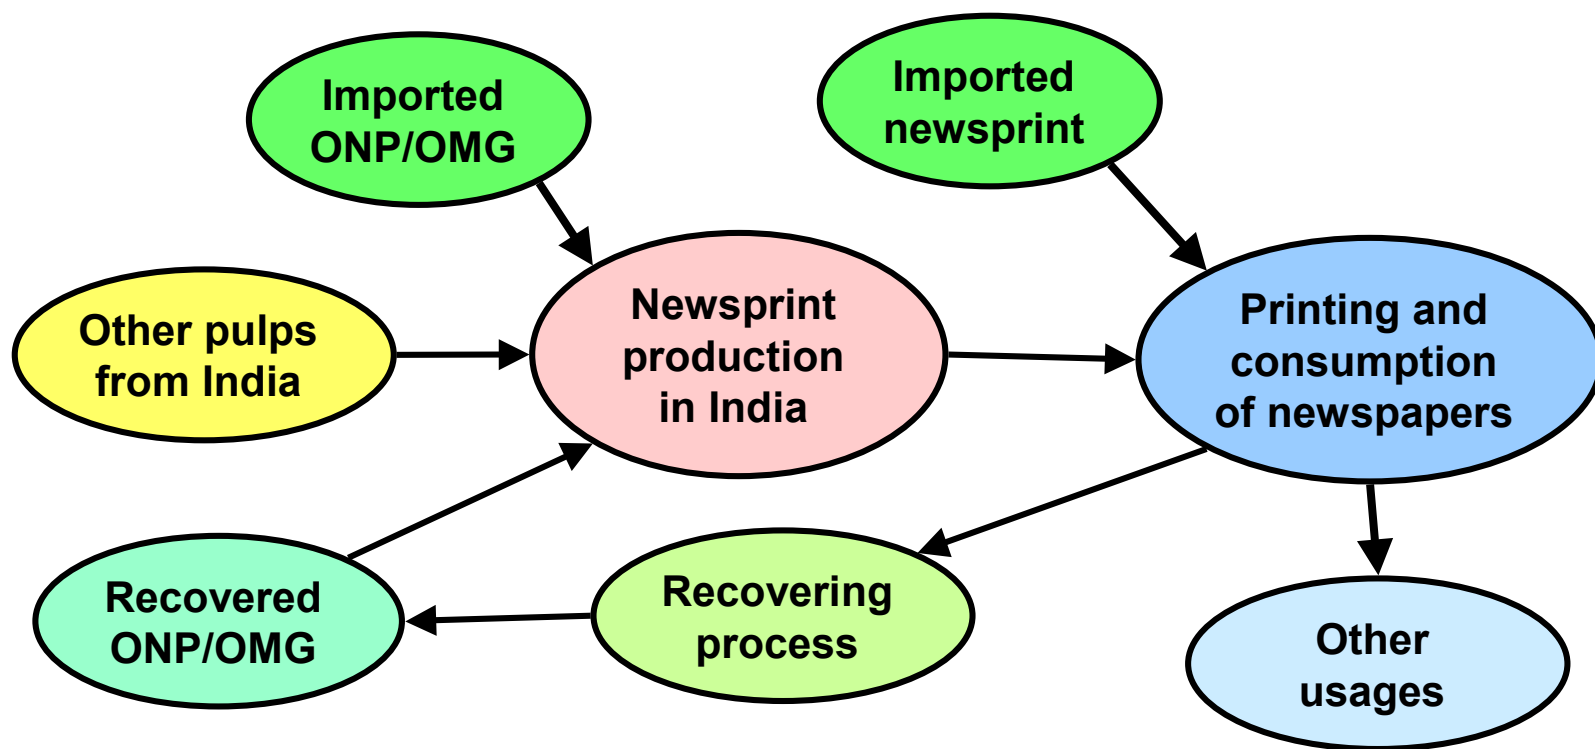 Imported
ONP/OMG
Imported
newsprint
Other pulps
from India
Newsprint
production
in India
Printing and
consumption
of newspapers
Recovered
ONP/OMG
Recovering
process
Other
usages